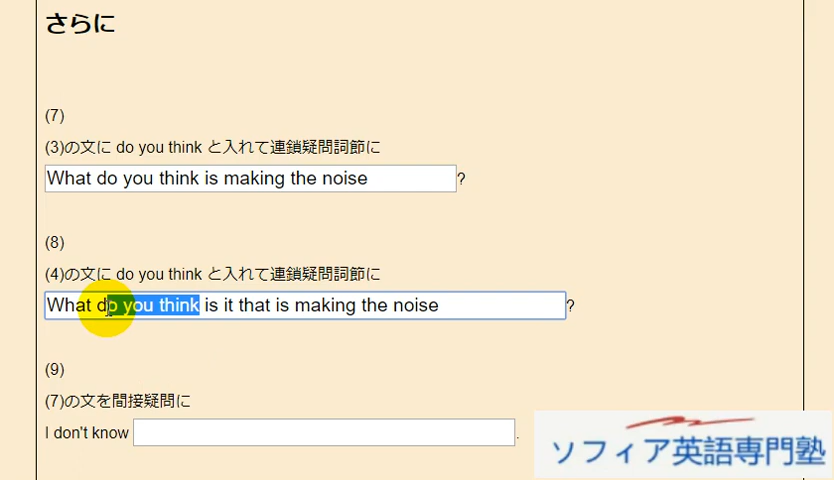 さらに
(7)
(3)の文に do you think と入れて連鎖疑問詞節に
What do you think is making the noise ?
(8)
(4)の文に do you think と入れて連鎖疑問詞節に
What do you think is it that is making the noise ?
(9)
(7)の文を間接疑問に
I don't know .
ソフィア英語専門塾